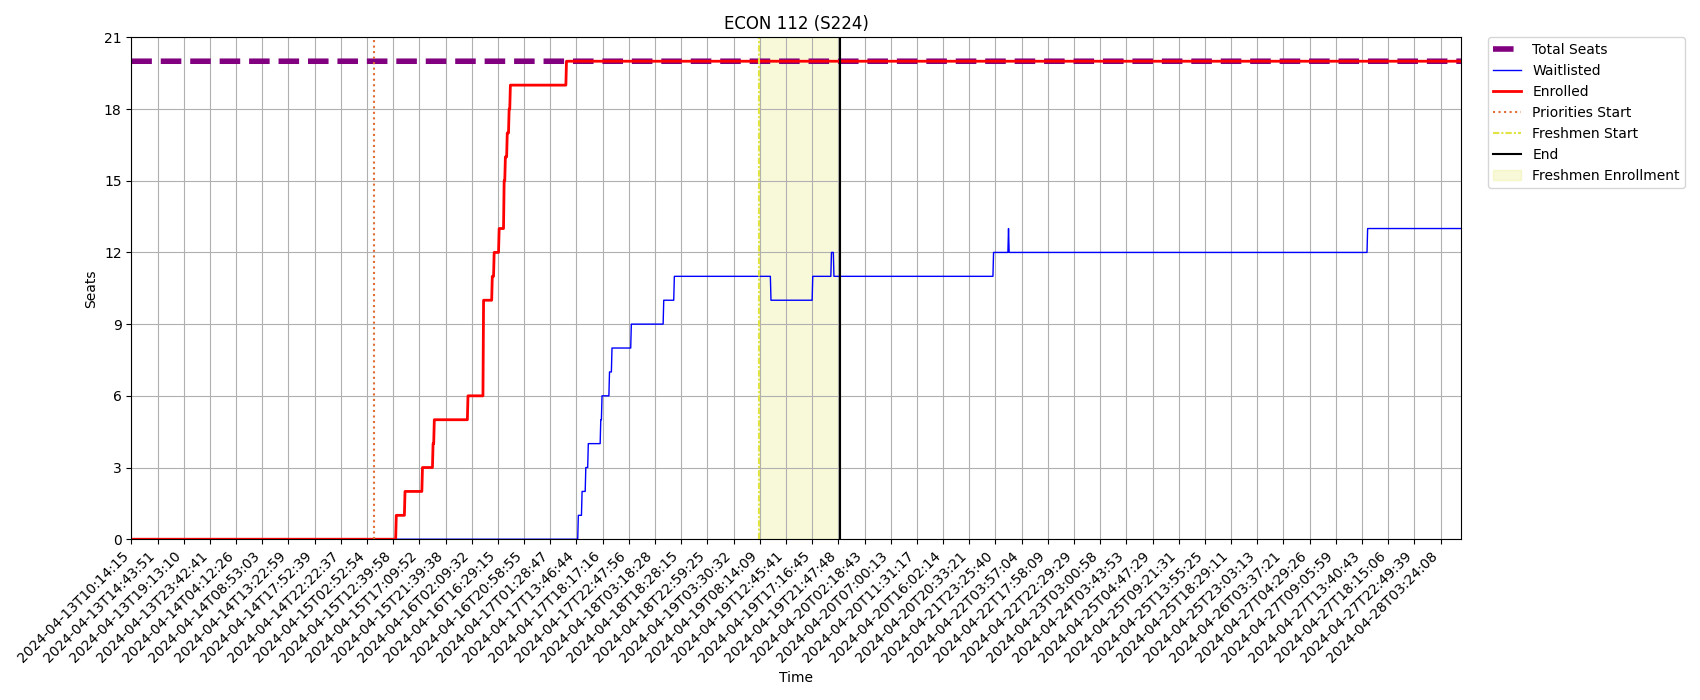 ECON 112 (S224)
21
18
15
12
9
6
3
0
Seats
Total Seats
Waitlisted
Enrolled
Priorities Start
Freshmen Start
End
Freshmen Enrollment
2024-04-13T10:14:15
2024-04-13T14:43:51
2024-04-13T19:13:10
2024-04-13T23:42:41
2024-04-14T04:12:26
2024-04-14T08:53:03
2024-04-14T13:22:59
2024-04-14T17:52:39
2024-04-14T22:22:37
2024-04-15T02:52:54
2024-04-15T12:39:58
2024-04-15T17:09:52
2024-04-15T21:39:38
2024-04-16T02:09:32
2024-04-16T16:29:15
2024-04-16T20:58:55
2024-04-17T01:28:47
2024-04-17T13:46:44
2024-04-17T18:17:16
2024-04-17T22:47:56
2024-04-18T03:18:28
2024-04-18T18:28:15
2024-04-18T22:59:25
2024-04-19T03:30:32
2024-04-19T08:14:09
2024-04-19T12:45:41
2024-04-19T17:16:45
2024-04-19T21:47:48
2024-04-20T02:18:43
2024-04-20T07:00:13
2024-04-20T11:31:17
2024-04-20T16:02:14
2024-04-20T20:33:21
2024-04-21T23:25:40
2024-04-22T03:57:04
2024-04-22T17:58:09
2024-04-22T22:29:29
2024-04-23T03:00:58
2024-04-24T03:43:53
2024-04-25T04:47:29
2024-04-25T09:21:31
2024-04-25T13:55:25
2024-04-25T18:29:11
2024-04-25T23:03:13
2024-04-26T03:37:21
2024-04-27T04:29:26
2024-04-27T09:05:59
2024-04-27T13:40:43
2024-04-27T18:15:06
2024-04-27T22:49:39
2024-04-28T03:24:08
Time